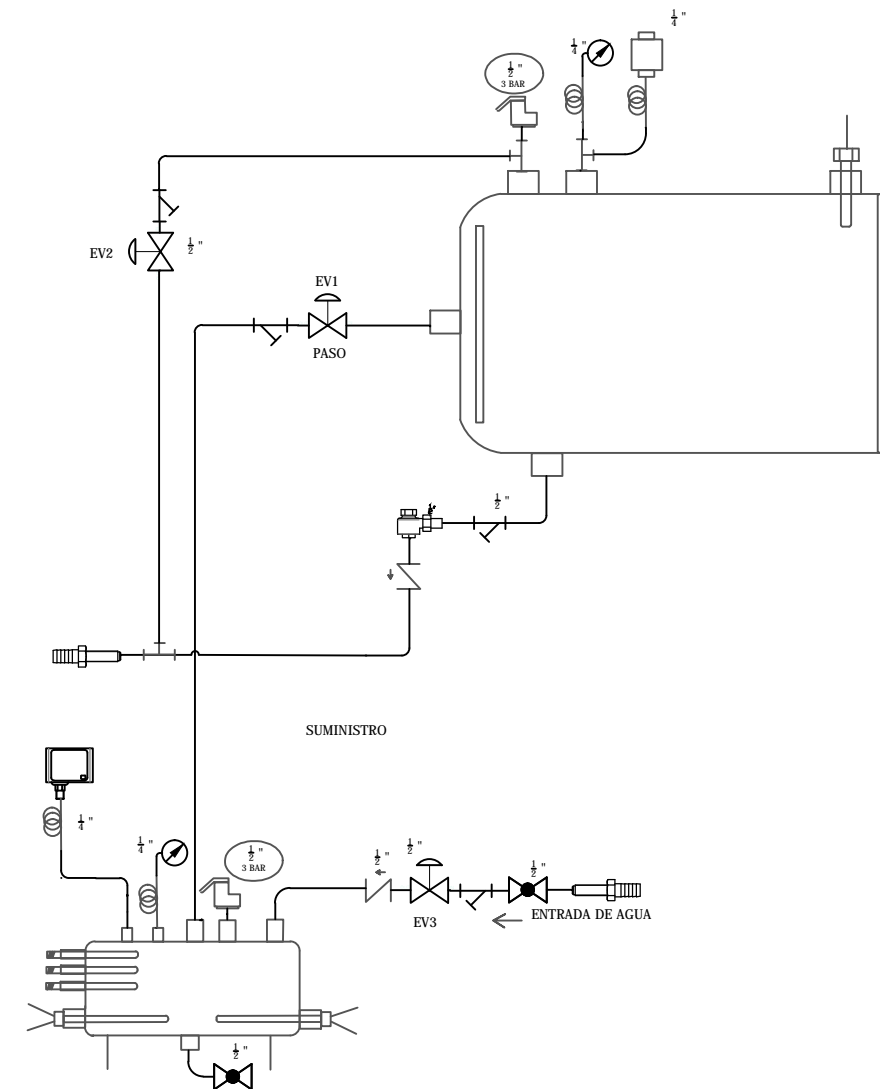 1/4 "
1/4 "
1/2 "
3 BAR
EV2
1/2 "
EV1
PASO
1/2 "
SUMINISTRO
1/4 "
1/4 "
1/2 "
3 BAR
1/2 "
1/2 "
1/2 "
EV3
ENTRADA DE AGUA
1/2 "